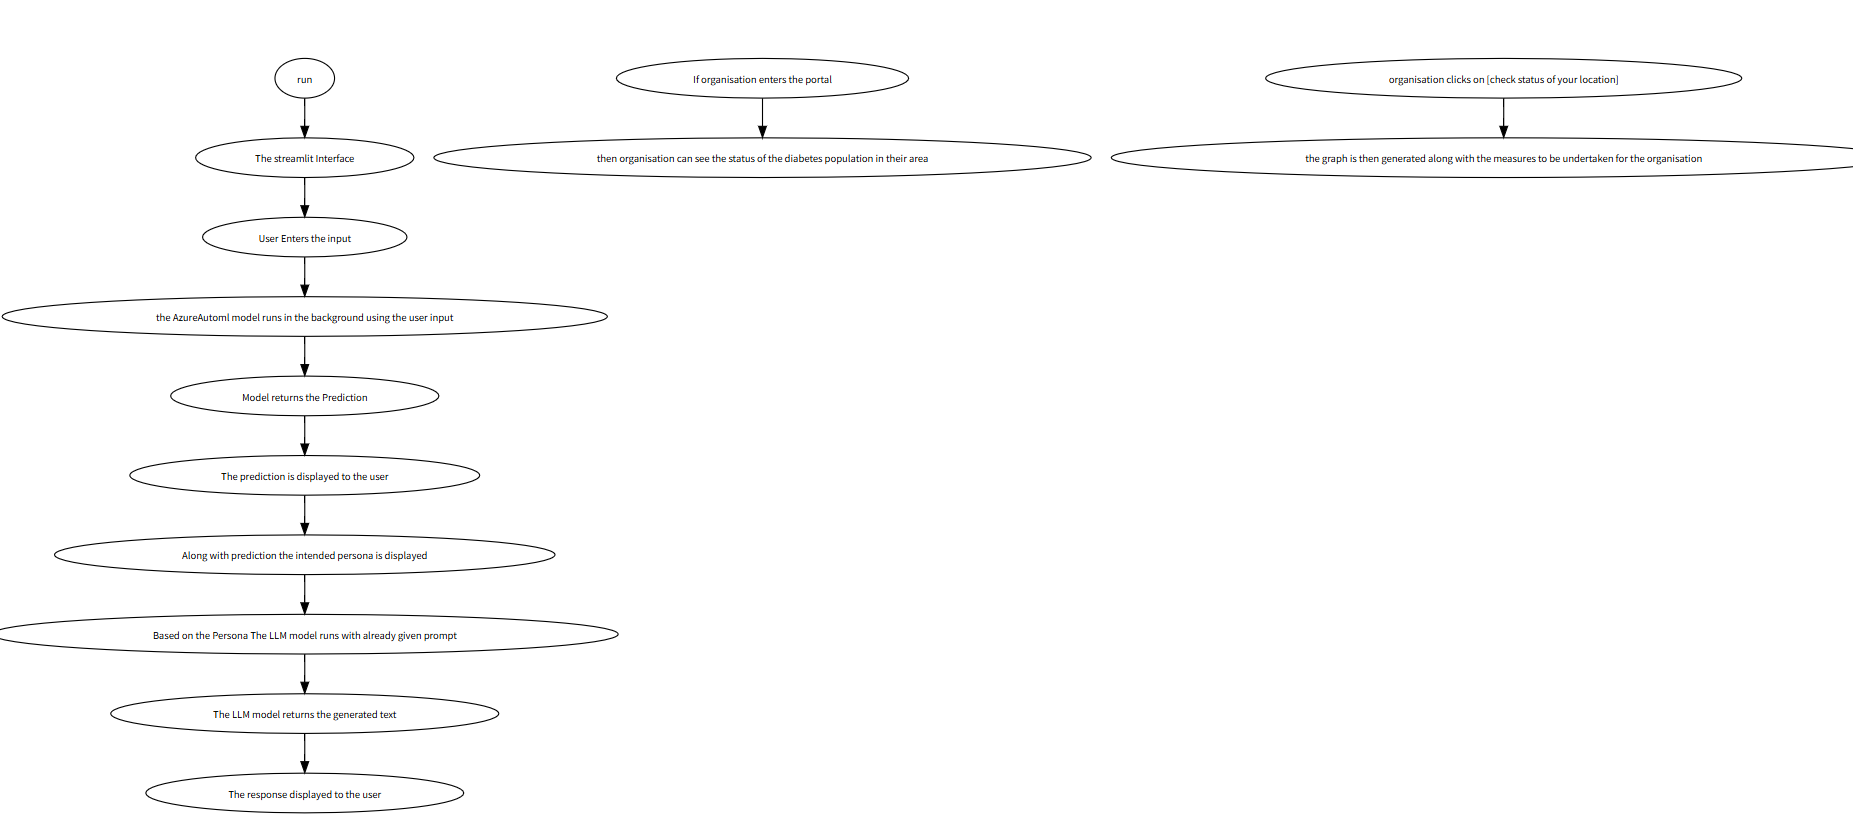 run
If organisation enters the portal
organisation clicks on [check status of your location]
The streamlit Interface
then organisation can see the status of the diabetes population in their area
the graph is then generated along with the measures to be undertaken for the organisation
User Enters the input
the AzureAutoml model runs in the background using the user input
Model returns the Prediction
The prediction is displayed to the user
Along with prediction the intended persona is displayed
Based on the Persona The LLM model runs with already given prompt
The LLM model returns the generated text
The response displayed to the user